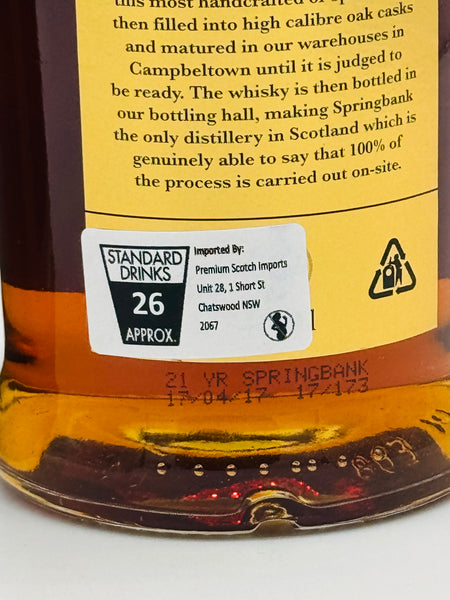 this most handcrafted of
then filled into high calibre oak casks
and matured in our warehouses in
Campbeltown until it is judged to
be ready. The whisky is then bottled in
our bottling hall, making Springbank
the only distillery in Scotland which is
genuinely able to say that 100% of
the process is carried out on-site.
STANDARD
DRINKS
26
APPROX.
Imported By:
Premium Scotch Imports
Unit 28, 1 Short St
Chatswood NSW
2067
21 YR SPRINGBANK
17/04/17 17/173